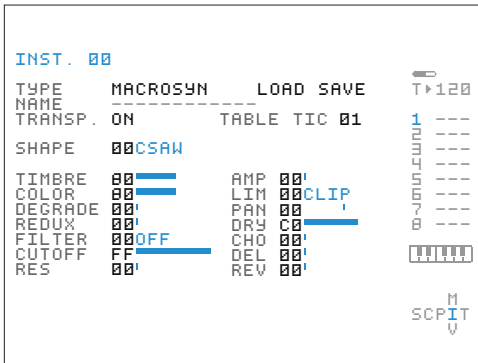 INST. 00
TYPE MACROSYN LOAD SAVE T▸120
NAME -------------
TRANSP. ON TABLE TIC 01 1 ---
2 ---
SHAPE 00CSAW 3 ---
4 ---
TIMBRE 80 AMP 00 5 ---
COLOR 80 LIM 00CLIP 6 ---
DEGRADE 00 PAN 00 7 ---
REDUX 00 DRY C0 8 ---
FILTER 00OFF CHO 00
CUTOFF FF DEL 00
RES 00 REV 00
M
SCPIT
V